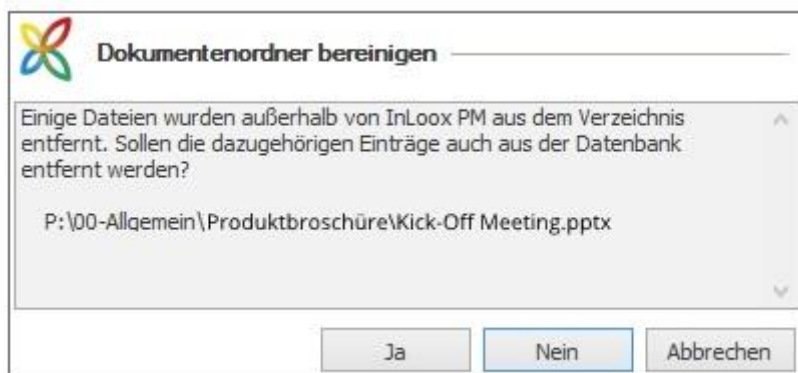 Dokumentenordner bereinigen
Einige Dateien wurden außerhalb von InLoox PM aus dem Verzeichnis
entfernt. Sollen die dazugehörigen Einträge auch aus der Datenbank
entfernt werden?
P:\00-Allgemein\Produktbroschüre\Kick-Off Meeting.pptx
Ja Nein Abbrechen